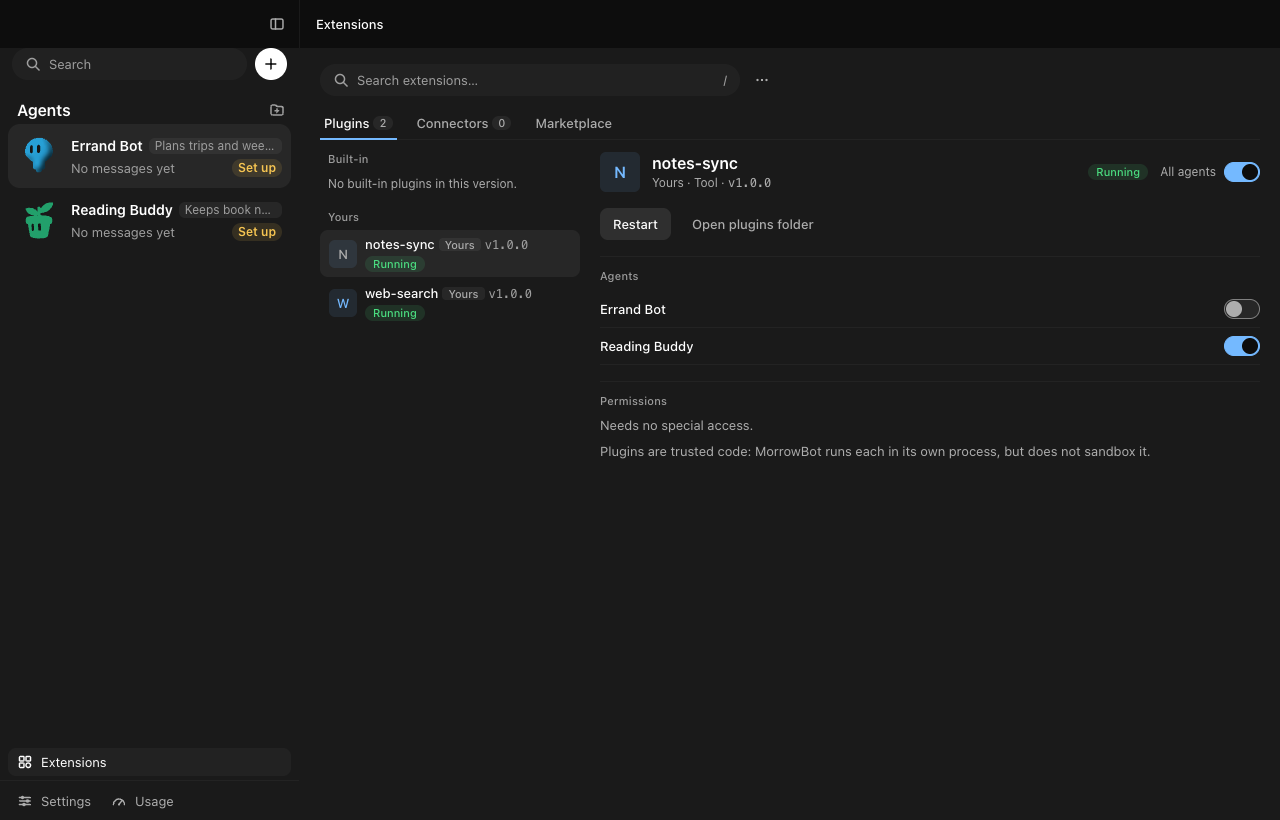 Extensions
Search
Search extensions... /
Agents
Errand Bot Plans trips and wee...
No messages yet Set up
Reading Buddy Keeps book n...
No messages yet Set up
Plugins 2 Connectors 0 Marketplace
Built-in
No built-in plugins in this version.
Yours
N notes-sync Yours v1.0.0
Running
W web-search Yours v1.0.0
Running
N notes-sync
Yours · Tool · v1.0.0
Running All agents
Restart Open plugins folder
Agents
Errand Bot
Reading Buddy
Permissions
Needs no special access.
Plugins are trusted code: MorrowBot runs each in its own process, but does not sandbox it.
Extensions
Settings Usage